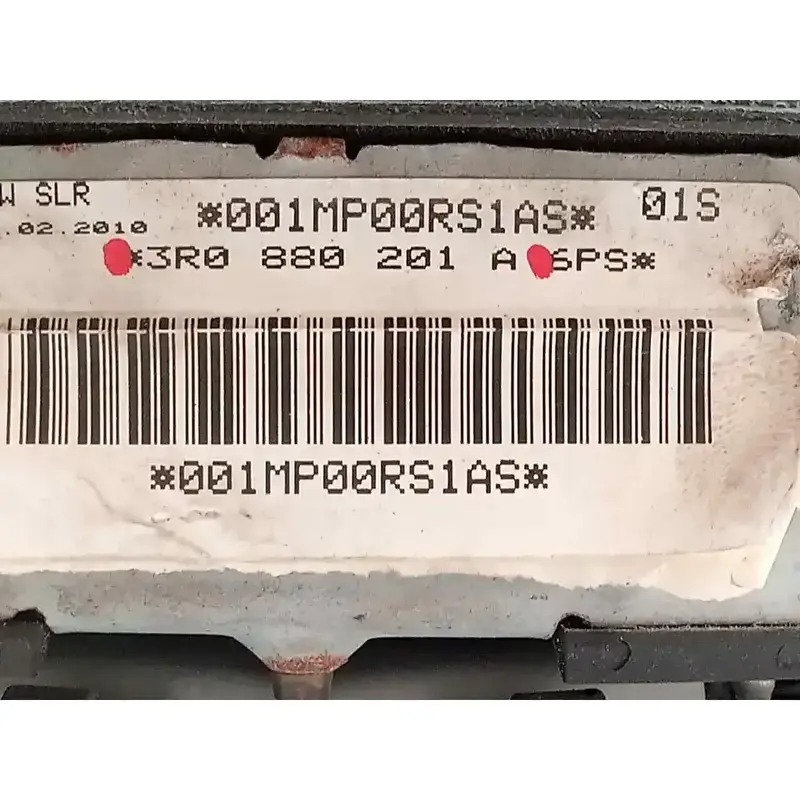 W SLR *001MP00RS1AS* 01S
.02.2010
*3R0 880 201 A 6PS*
*001MP00RS1AS*